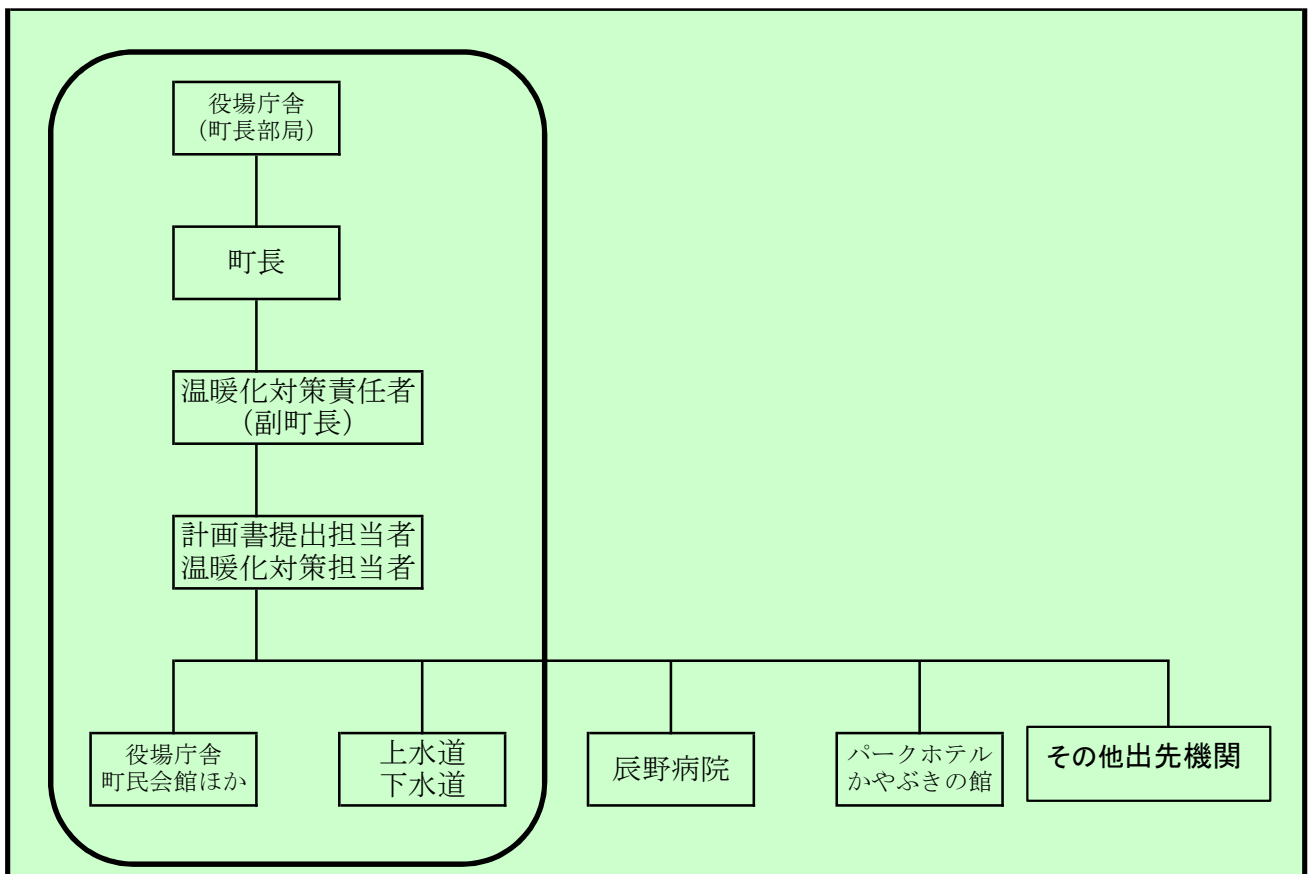 役場庁舎
（町長部局）
町長
温暖化対策責任者
（副町長）
計画書提出担当者
温暖化対策担当者
役場庁舎
町民会館ほか
上水道
下水道
辰野病院
パークホテル
かやぶきの館
その他出先機関